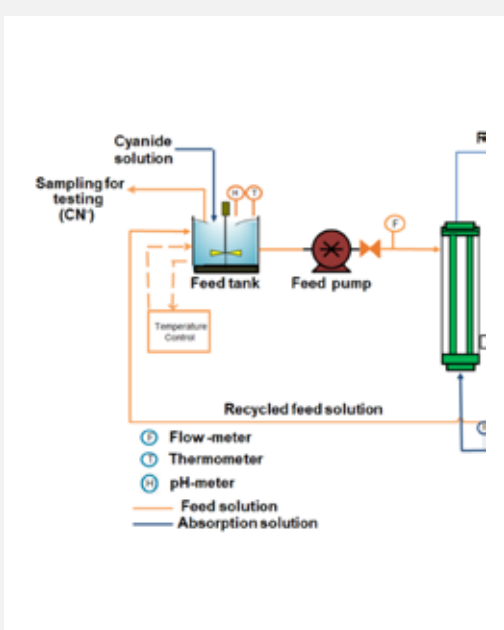 Cyanide
solution
Sampling for
testing
(CN-)
H
T
F
Feed tank
Feed pump
Temperature
Control
Recycled feed solution
F Flow-meter
T Thermometer
H pH-meter
Feed solution
Absorption solution